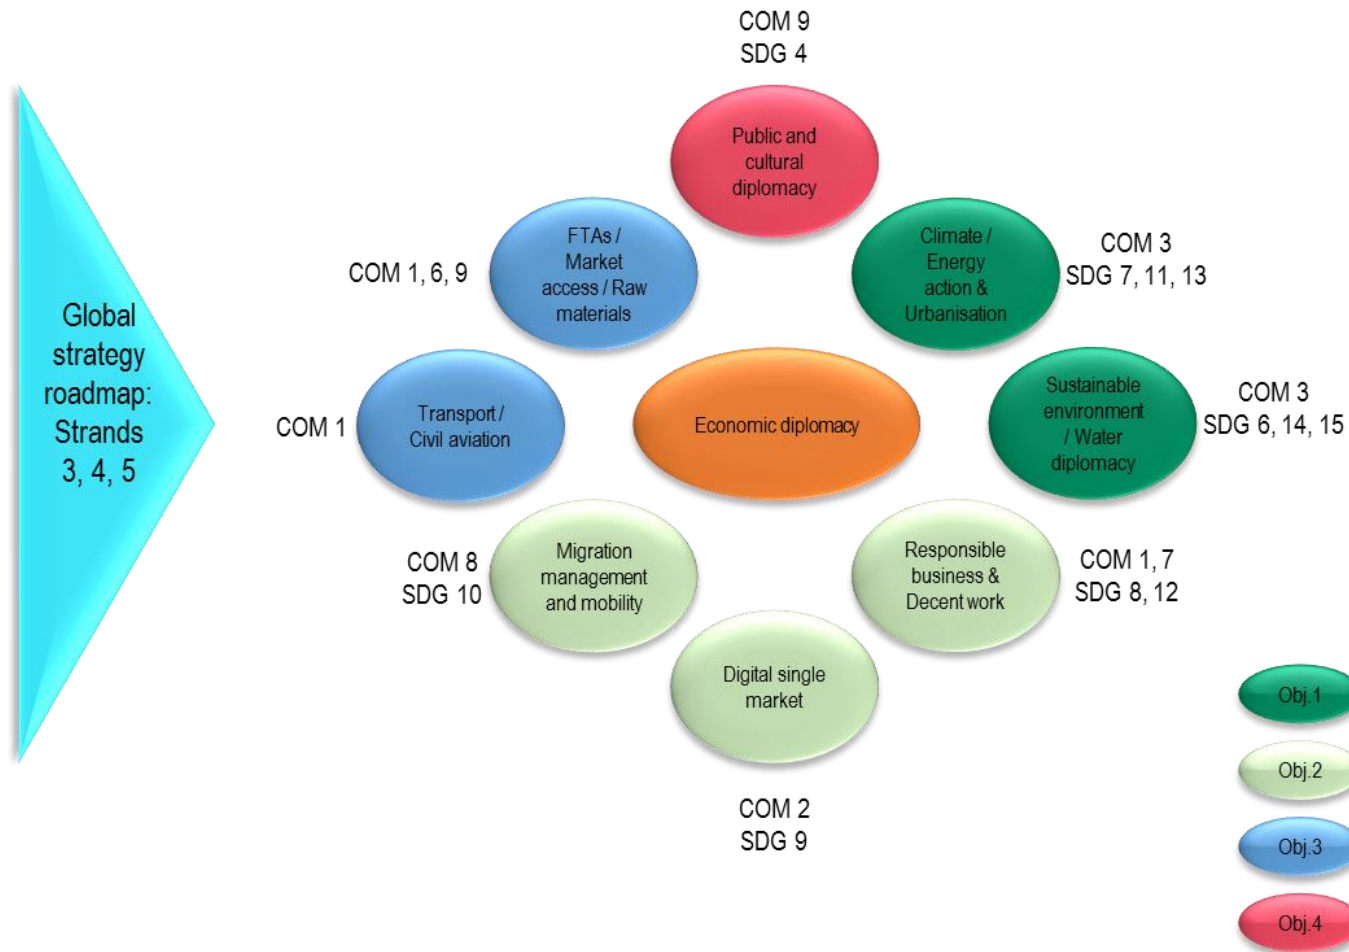 COM 9
SDG 4
Public and
cultural
diplomacy
FTAs /
Market
access / Raw
materials
COM 1, 6, 9
Climate /
Energy
action &
Urbanisation
COM 3
SDG 7, 11, 13
Global
strategy
roadmap:
Strands
3, 4, 5
COM 1
Transport /
Civil aviation
Economic diplomacy
Sustainable
environment
/ Water
diplomacy
COM 3
SDG 6, 14, 15
COM 8
SDG 10
Migration
management
and mobility
Responsible
business &
Decent work
COM 1, 7
SDG 8, 12
Digital single
market
COM 2
SDG 9
Obj.1
Obj.2
Obj.3
Obj.4